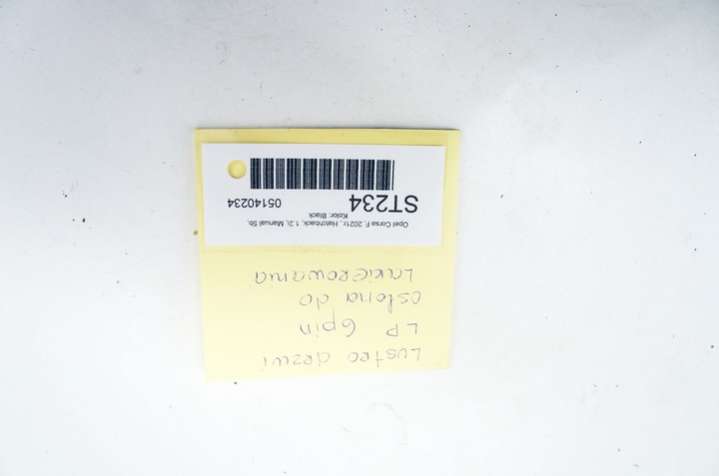 Lustro drzwi
LP 6pin
osłona do
Lakierowania
Opel Corsa F, 2021r., Hatchback, 1.2i, Manual 5b.
Kolor: Black
ST234
05140234